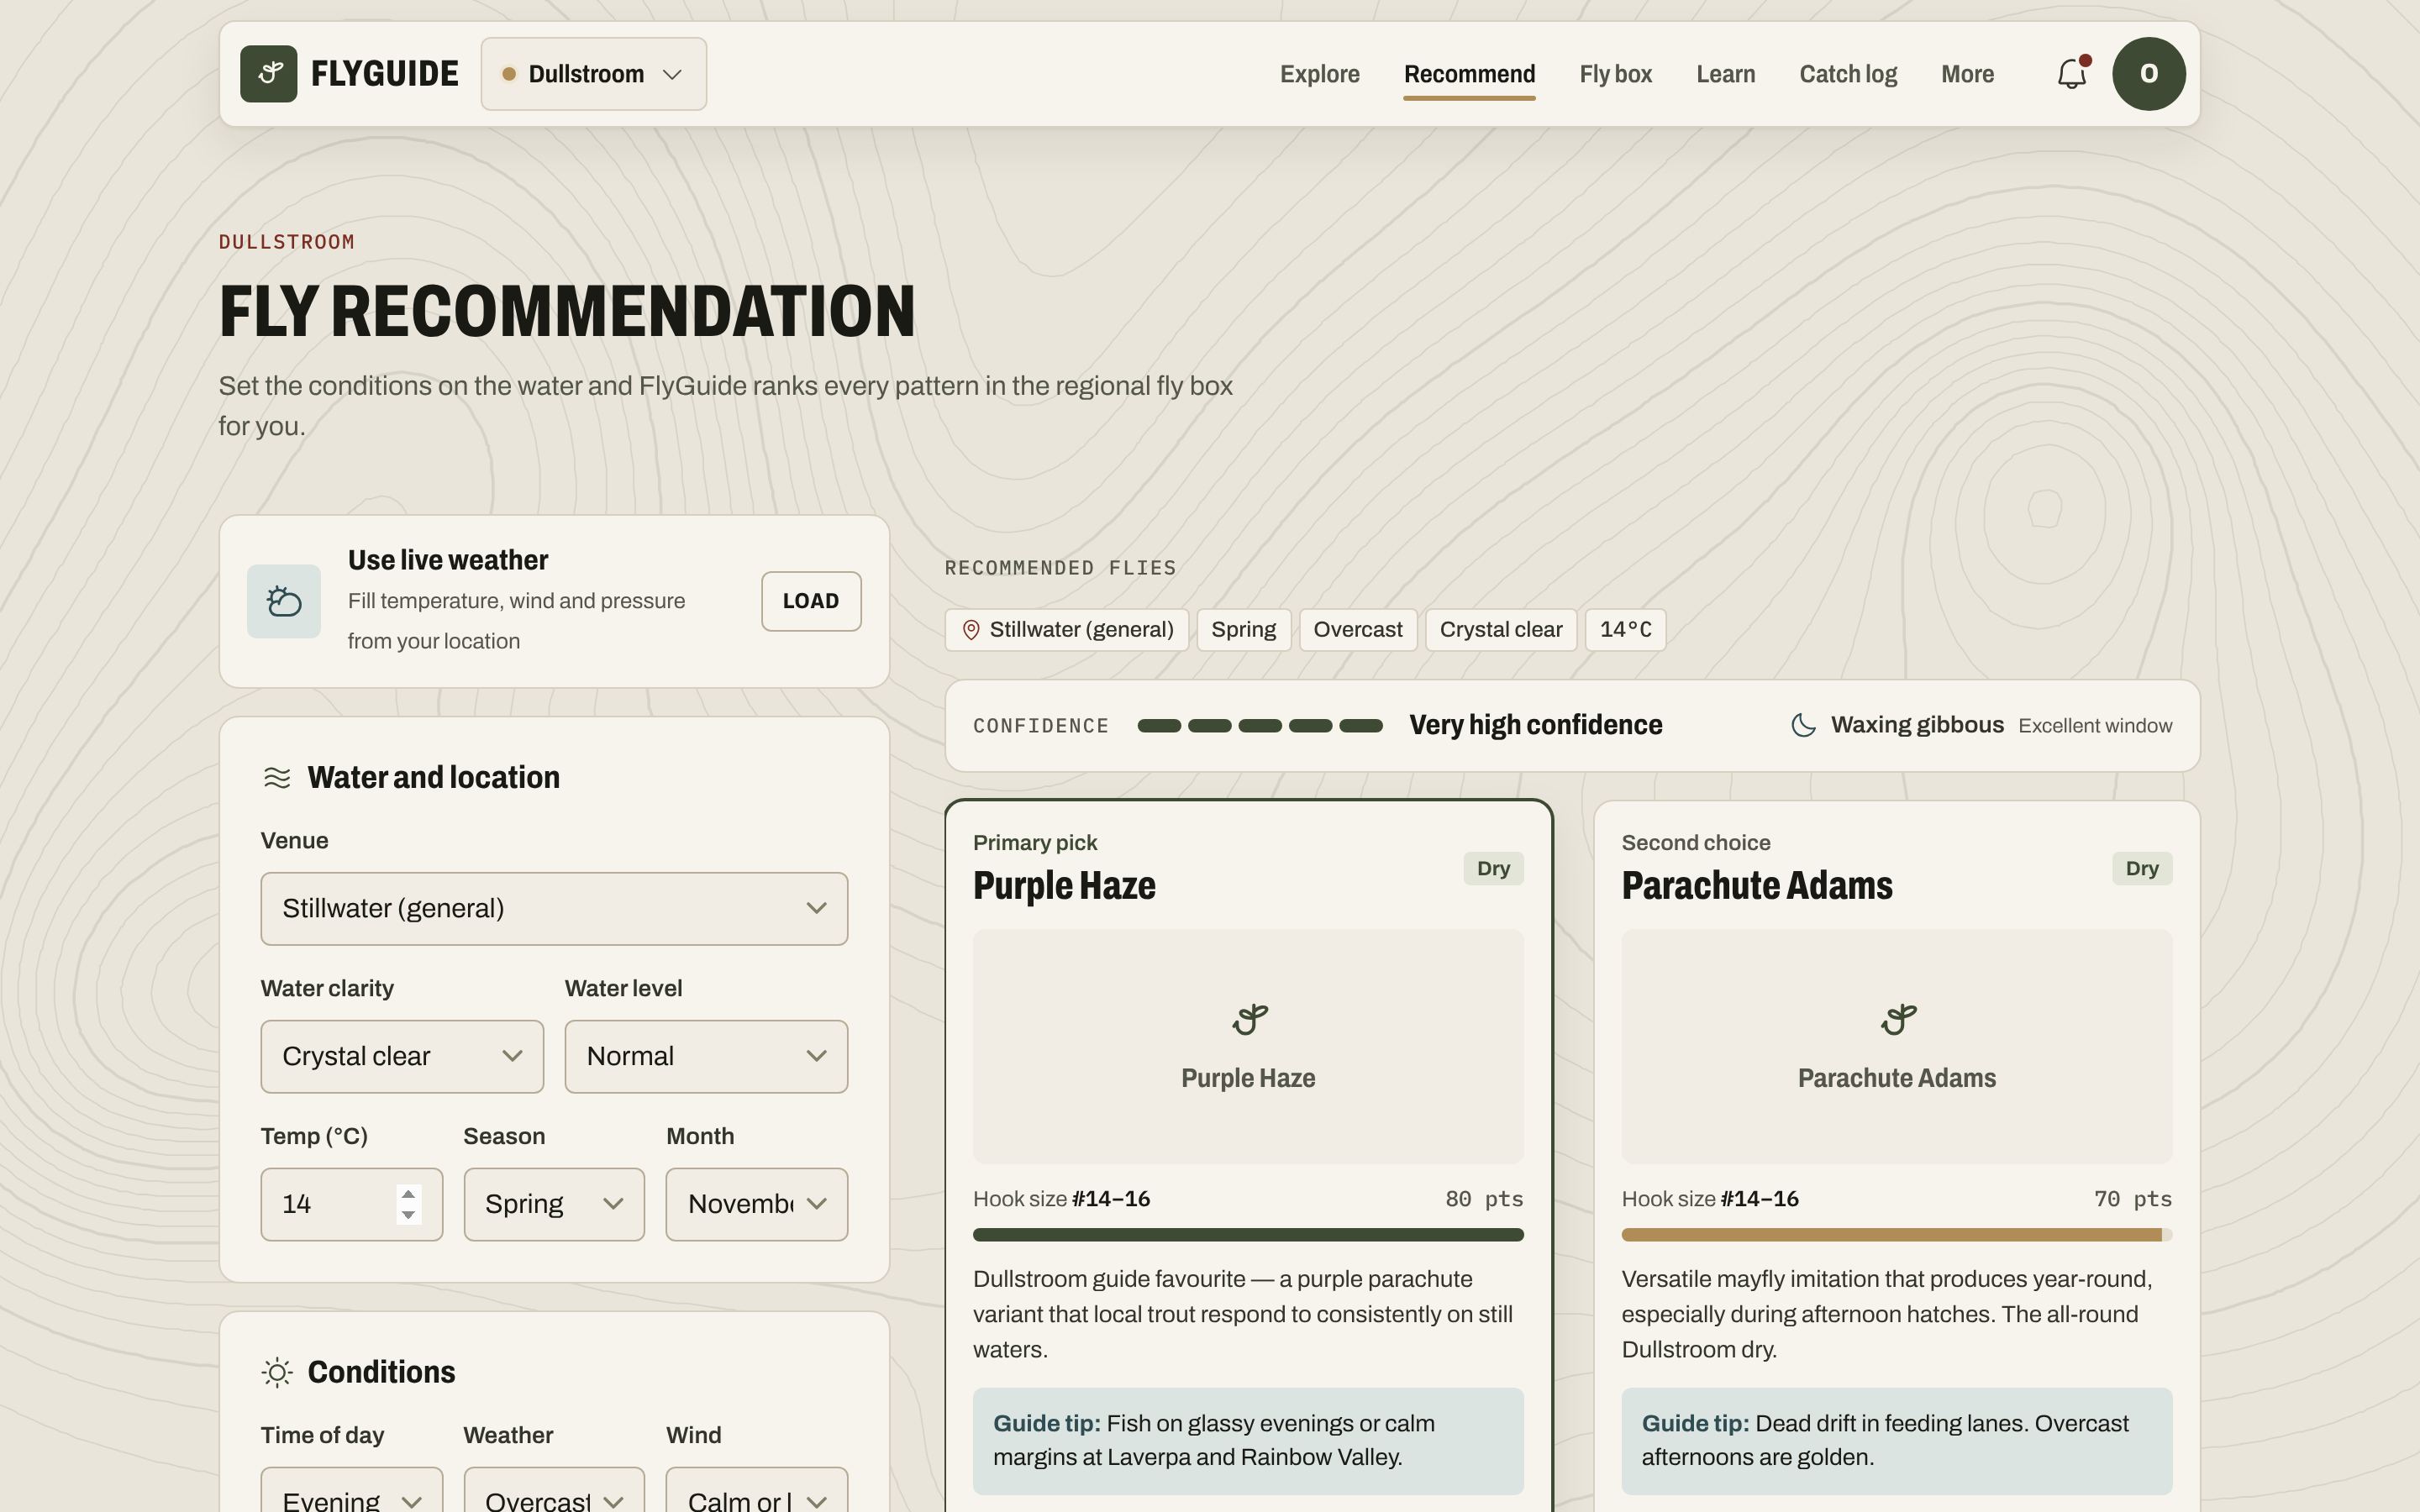 FLYGUIDE
Dullstroom
Explore
Recommend
Fly box
Learn
Catch log
More
O
DULLSTROOM
FLY RECOMMENDATION
Set the conditions on the water and FlyGuide ranks every pattern in the regional fly box
for you.
Use live weather
Fill temperature, wind and pressure
from your location
LOAD
Water and location
Venue
Stillwater (general)
Water clarity
Water level
Crystal clear
Normal
Temp (°C)
Season
Month
14
Spring
Novembe
Conditions
Time of day
Weather
Wind
Evening
Overcast
Calm or l
RECOMMENDED FLIES
Stillwater (general)
Spring
Overcast
Crystal clear
14°C
CONFIDENCE
Very high confidence
Waxing gibbous
Excellent window
Primary pick
Purple Haze
Dry
Purple Haze
Hook size #14–16
80 pts
Dullstroom guide favourite — a purple parachute
variant that local trout respond to consistently on still
waters.
Guide tip: Fish on glassy evenings or calm
margins at Laverpa and Rainbow Valley.
Second choice
Parachute Adams
Dry
Parachute Adams
Hook size #14–16
70 pts
Versatile mayfly imitation that produces year-round,
especially during afternoon hatches. The all-round
Dullstroom dry.
Guide tip: Dead drift in feeding lanes. Overcast
afternoons are golden.